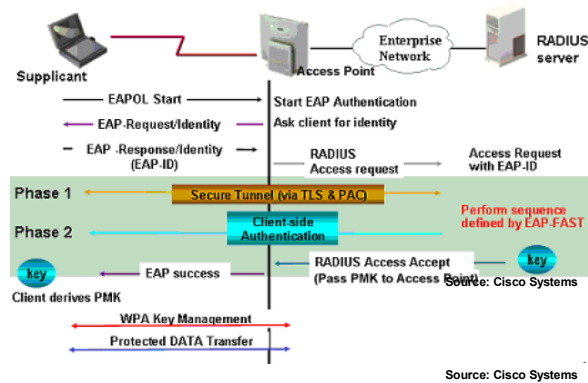 Enterprise
Network
RADIUS
server
Supplicant
Access Point
EAPOL Start
Start EAP Authentication
EAP-Request/Identity
Ask client for identity
EAP -Response/Identity
(EAP-ID)
RADIUS
Access request
Access Request
with EAP-ID
Phase 1
Secure Tunnel (via TLS & PAC)
Perform sequence
defined by EAP-FAST
Phase 2
Client-side
Authentication
key
EAP success
RADIUS Access Accept
(Pass PMK to Access Point)
key
Source: Cisco Systems
Client derives PMK
WPA Key Management
Protected DATA Transfer
Source: Cisco Systems